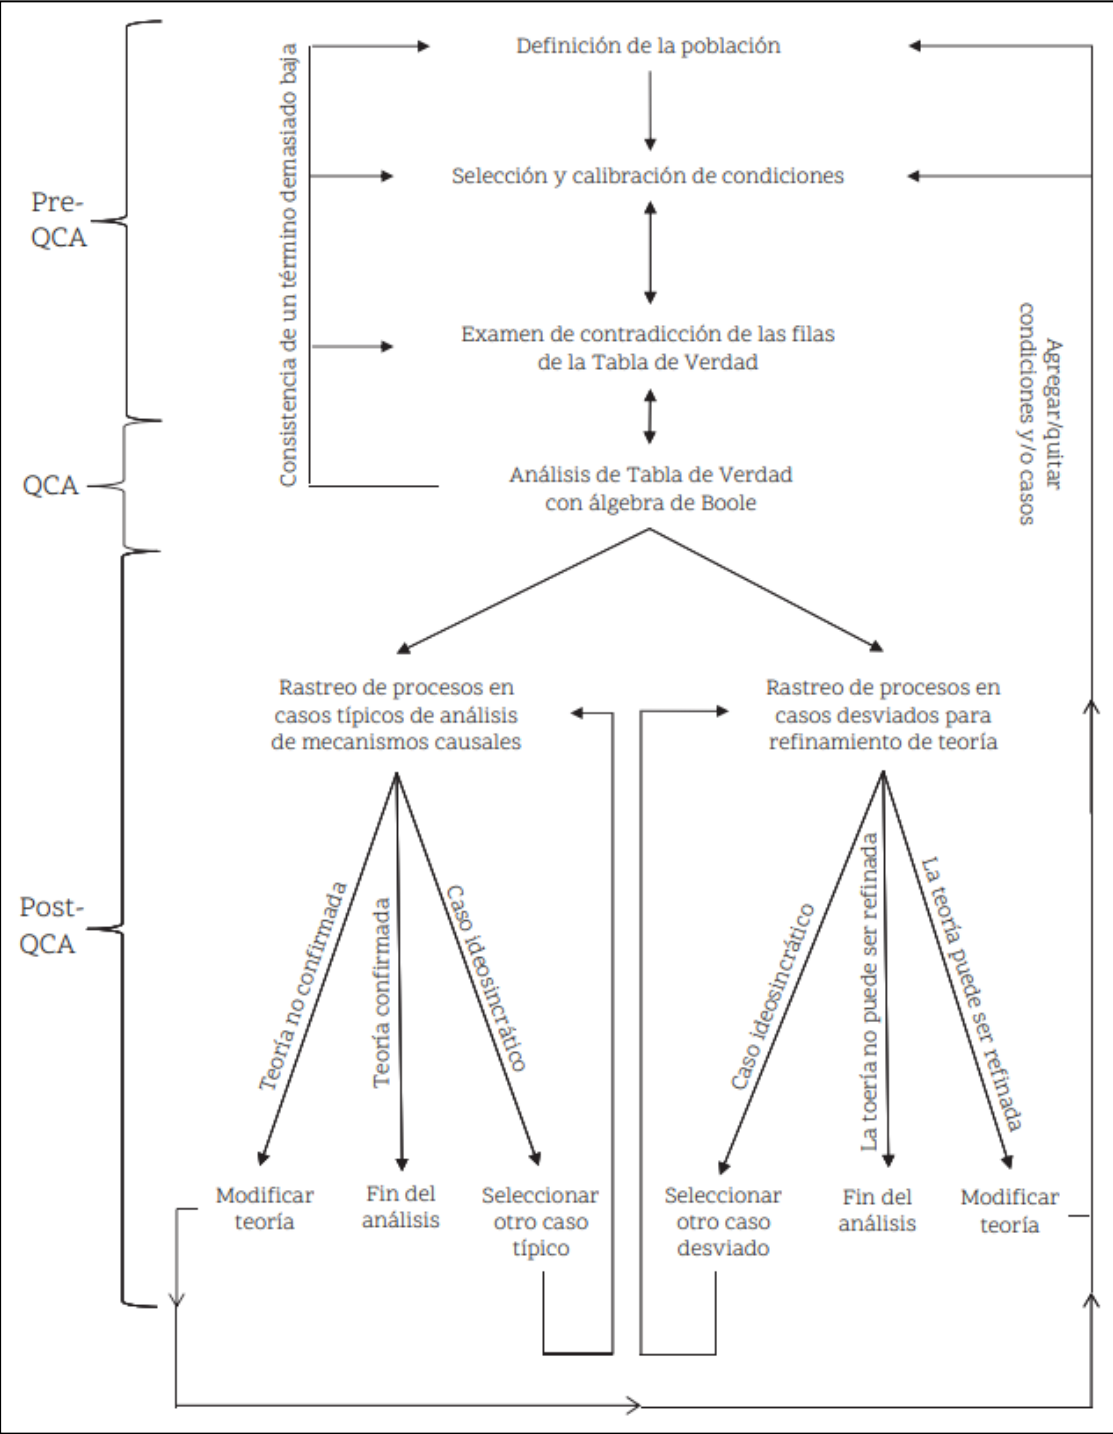 Definición de la población
Consistencia de un término demasiado baja
Selección y calibración de condiciones
Pre-
QCA
Examen de contradicción de las filas
de la Tabla de Verdad
Agregar/quitar
condiciones y/o casos
QCA
Análisis de Tabla de Verdad
con álgebra de Boole
Rastreo de procesos en
casos típicos de análisis
de mecanismos causales
Rastreo de procesos en
casos desviados para
refinamiento de teoría
Post-
QCA
Teoría no confirmada
Teoría confirmada
Caso ideosincrático
Caso ideosincrático
La toería no puede ser refinada
La teoría puede ser refinada
Modificar
teoría
Fin del
análisis
Seleccionar
otro caso
típico
Seleccionar
otro caso
desviado
Fin del
análisis
Modificar
teoría